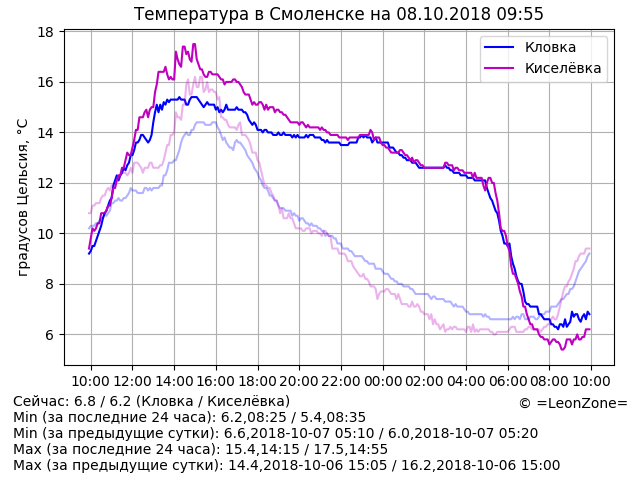 Температура в Смоленске на 08.10.2018 09:55
Кловка
Киселёвка
градусов Цельсия, °C
18
16
14
12
10
8
6
10:00 12:00 14:00 16:00 18:00 20:00 22:00 00:00 02:00 04:00 06:00 08:00 10:00
Сейчас: 6.8 / 6.2 (Кловка / Киселёвка)
© =LeonZone=
Min (за последние 24 часа): 6.2,08:25 / 5.4,08:35
Min (за предыдущие сутки): 6.6,2018-10-07 05:10 / 6.0,2018-10-07 05:20
Max (за последние 24 часа): 15.4,14:15 / 17.5,14:55
Max (за предыдущие сутки): 14.4,2018-10-06 15:05 / 16.2,2018-10-06 15:00